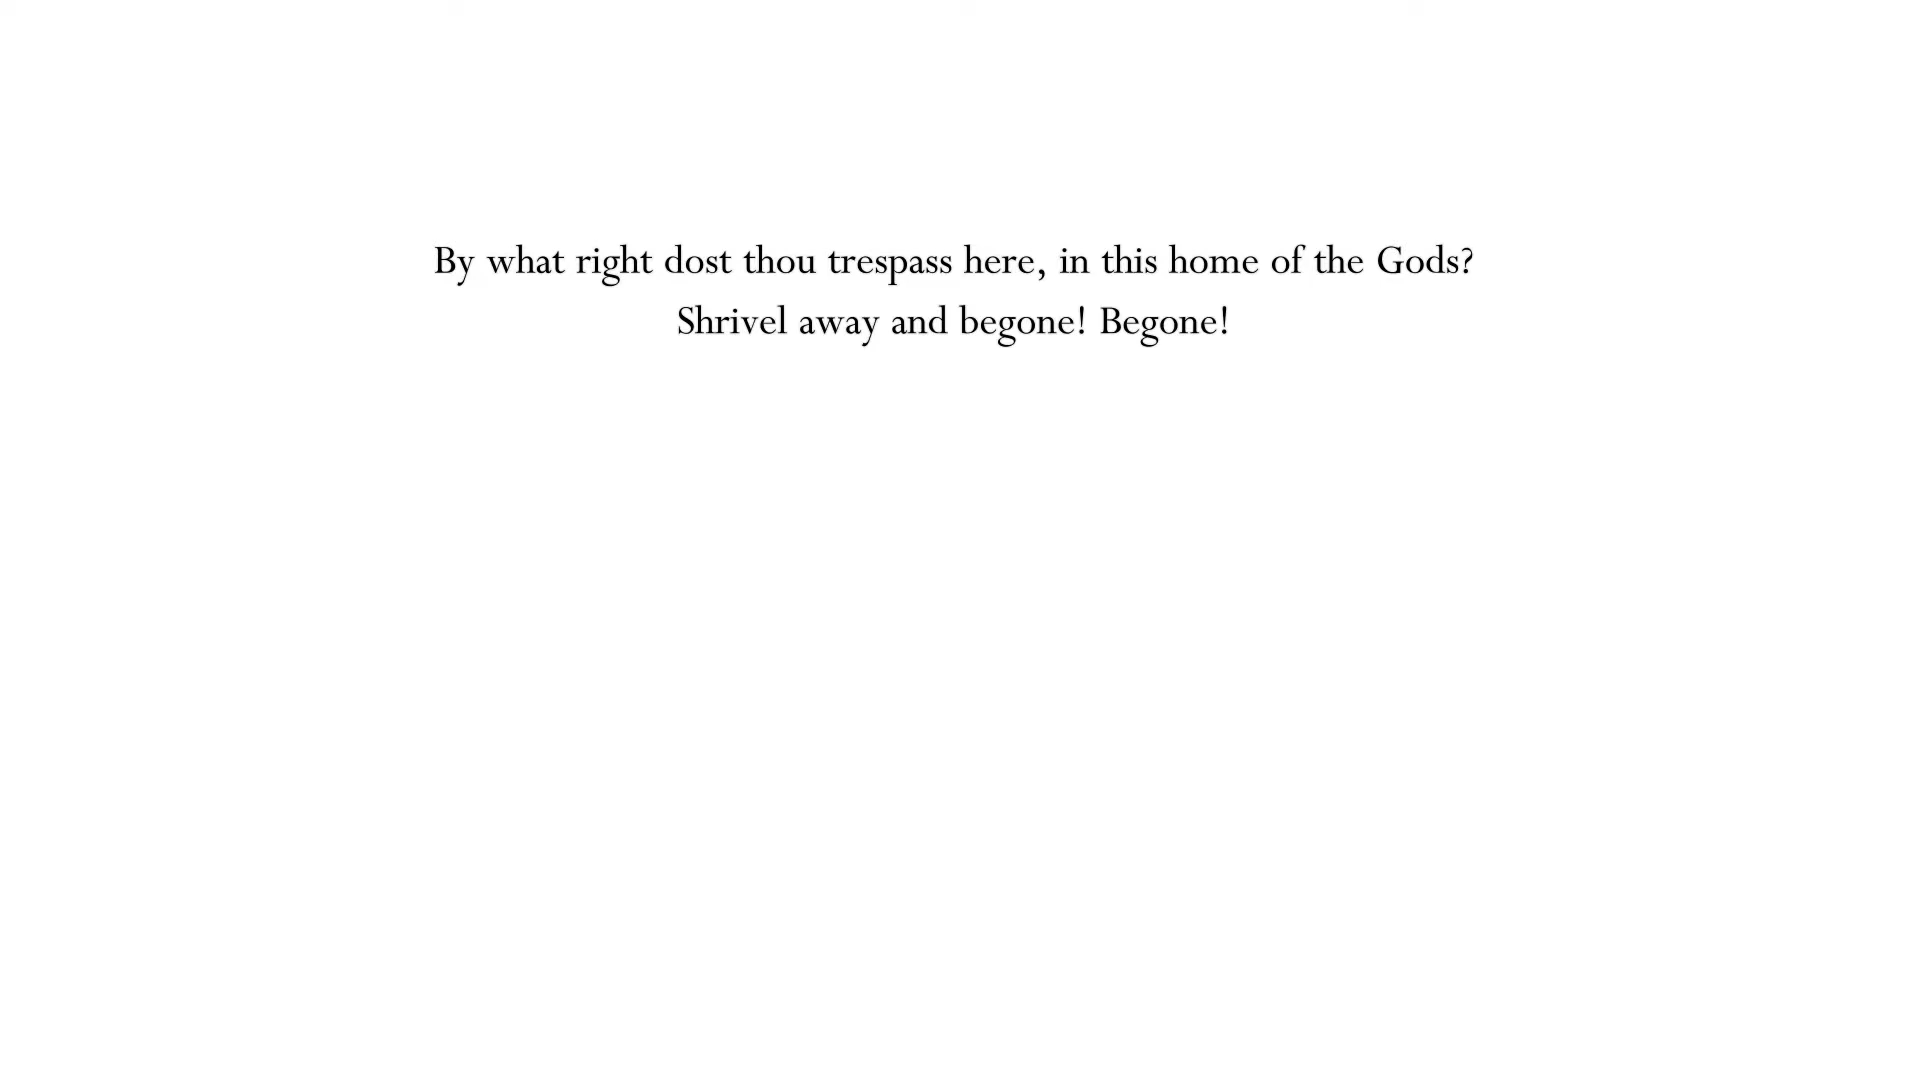 By what right dost thou trespass here, in this home of the Gods?
Shrivel away and begone! Begone!